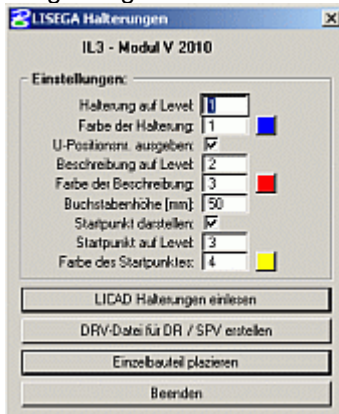 LISEGA Halterungen
IL3 - Modul V 2010
Einstellungen:
Halterung auf Level: 1
Farbe der Halterung: 1
U-Positionsnr. ausgeben:
Beschreibung auf Level: 2
Farbe der Beschreibung: 3
Buchstabenhöhe [mm]: 50
Startpunkt darstellen:
Startpunkt auf Level: 3
Farbe des Startpunktes: 4
LICAD Halterungen einlesen
DRV-Datei für DR / SPV erstellen
Einzelbauteil plazieren
Beenden